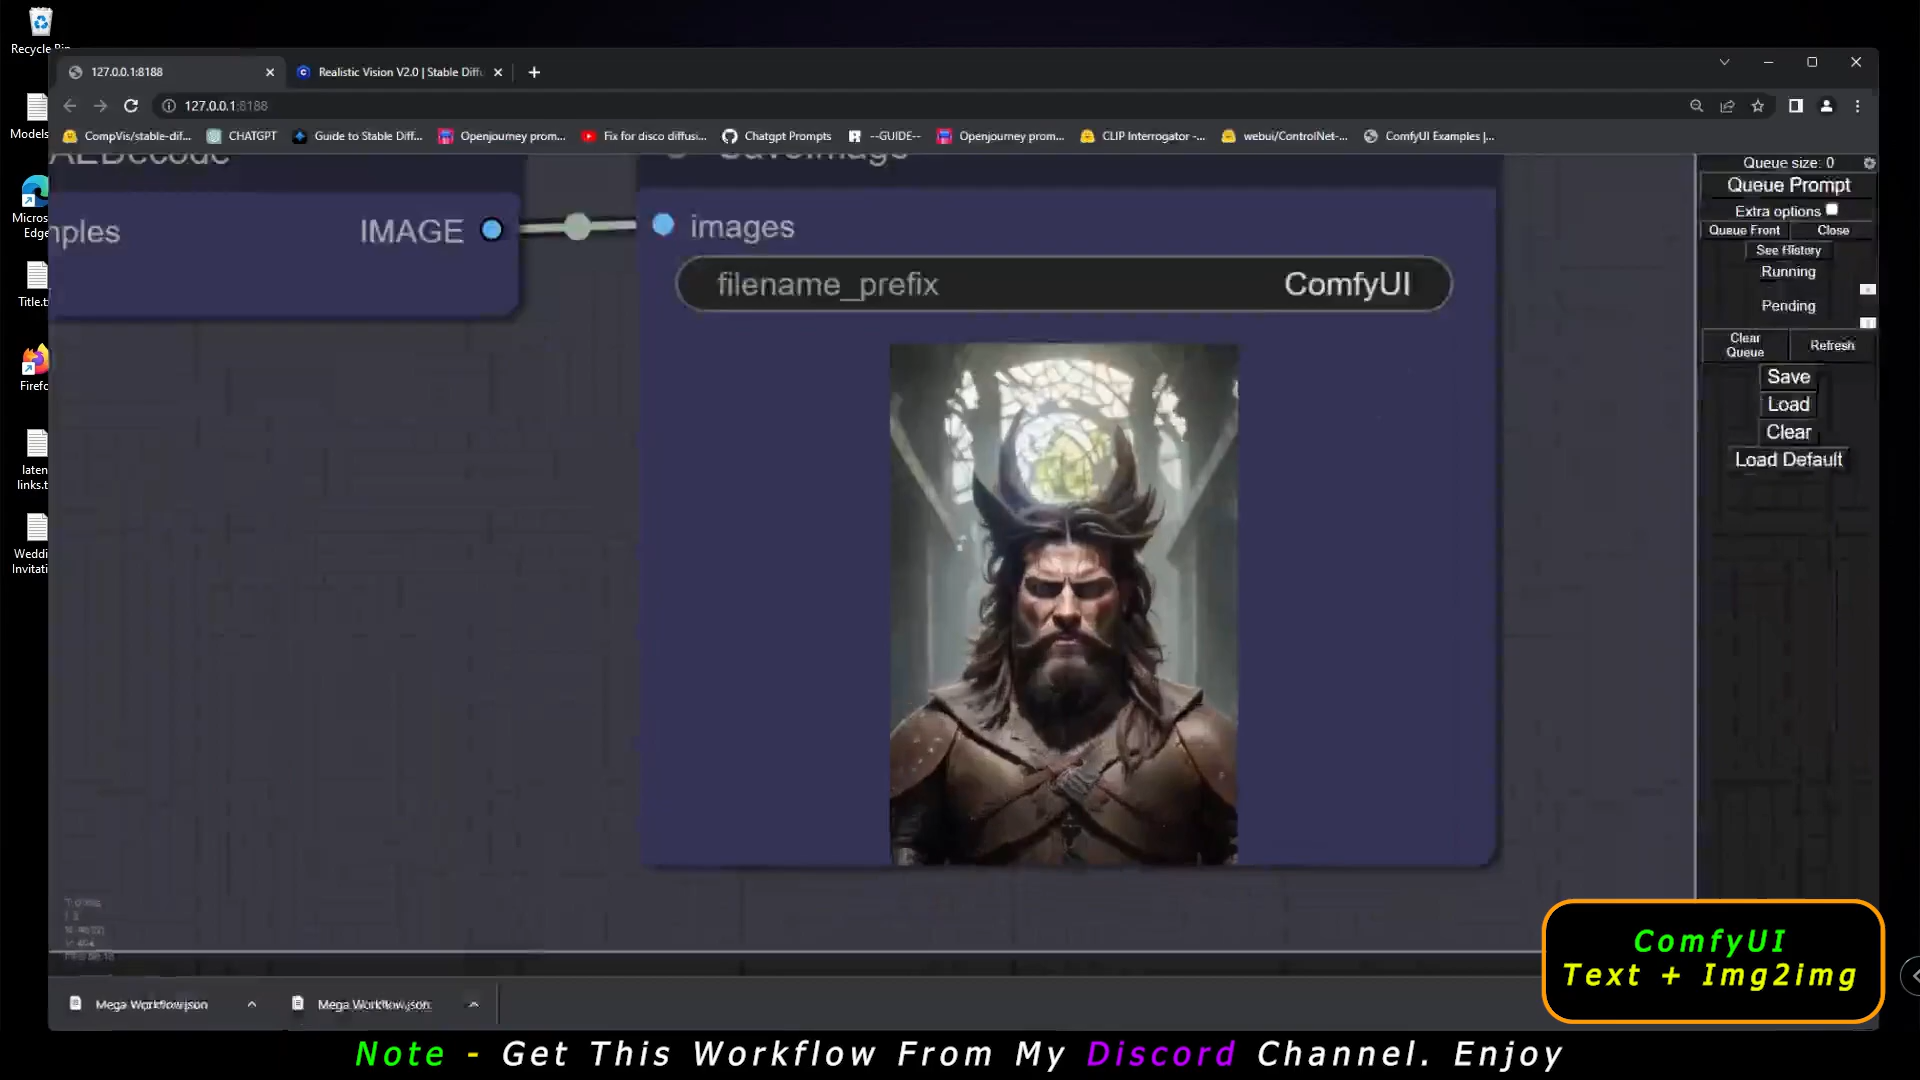 Recycle Bin
127.0.0.1:8188
Realistic Vision V2.0 | Stable Diffu
127.0.0.1:8188
CompVis/stable-dif...
CHATGPT
Guide to Stable Diff...
Openjourney prom...
Fix for disco diffusi...
Chatgpt Prompts
--GUIDE--
Openjourney prom...
CLIP Interrogator -...
webui/ControlNet-...
ComfyUI Examples |...
Models
Micros
Edge
Title.t
Firefo
laten
links.t
Weddi
Invitati
AEDecode
SaveImage
mples
IMAGE
images
filename_prefix
ComfyUI
Queue size: 0
Queue Prompt
Extra options
Queue Front
Close
See History
Running
Pending
Clear
Queue
Refresh
Save
Load
Clear
Load Default
Mega Workflow.json
Mega Workflow.json
ComfyUI
Text + Img2img
Note - Get This Workflow From My Discord Channel. Enjoy